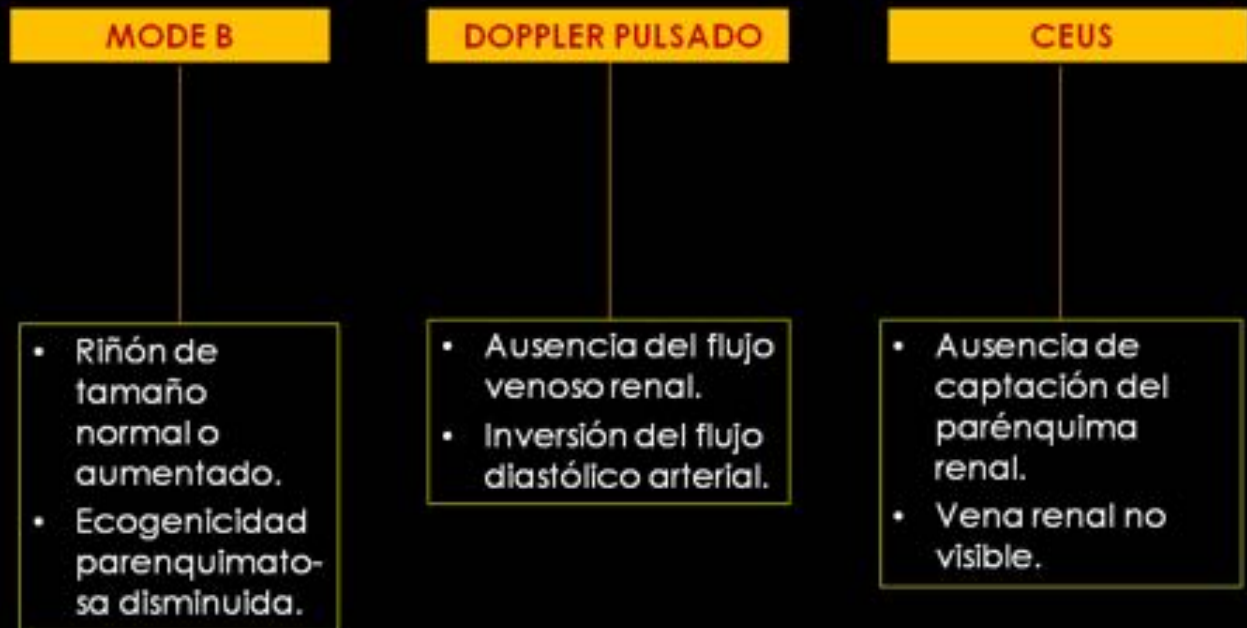 MODE B
• Riñón de
tamaño
normal o
aumentado.
• Ecogenicidad
parenquimato-
sa disminuida.
DOPPLER PULSADO
• Ausencia del flujo
venoso renal.
• Inversión del flujo
diastólico arterial.
CEUS
• Ausencia de
captación del
parénquima
renal.
• Vena renal no
visible.